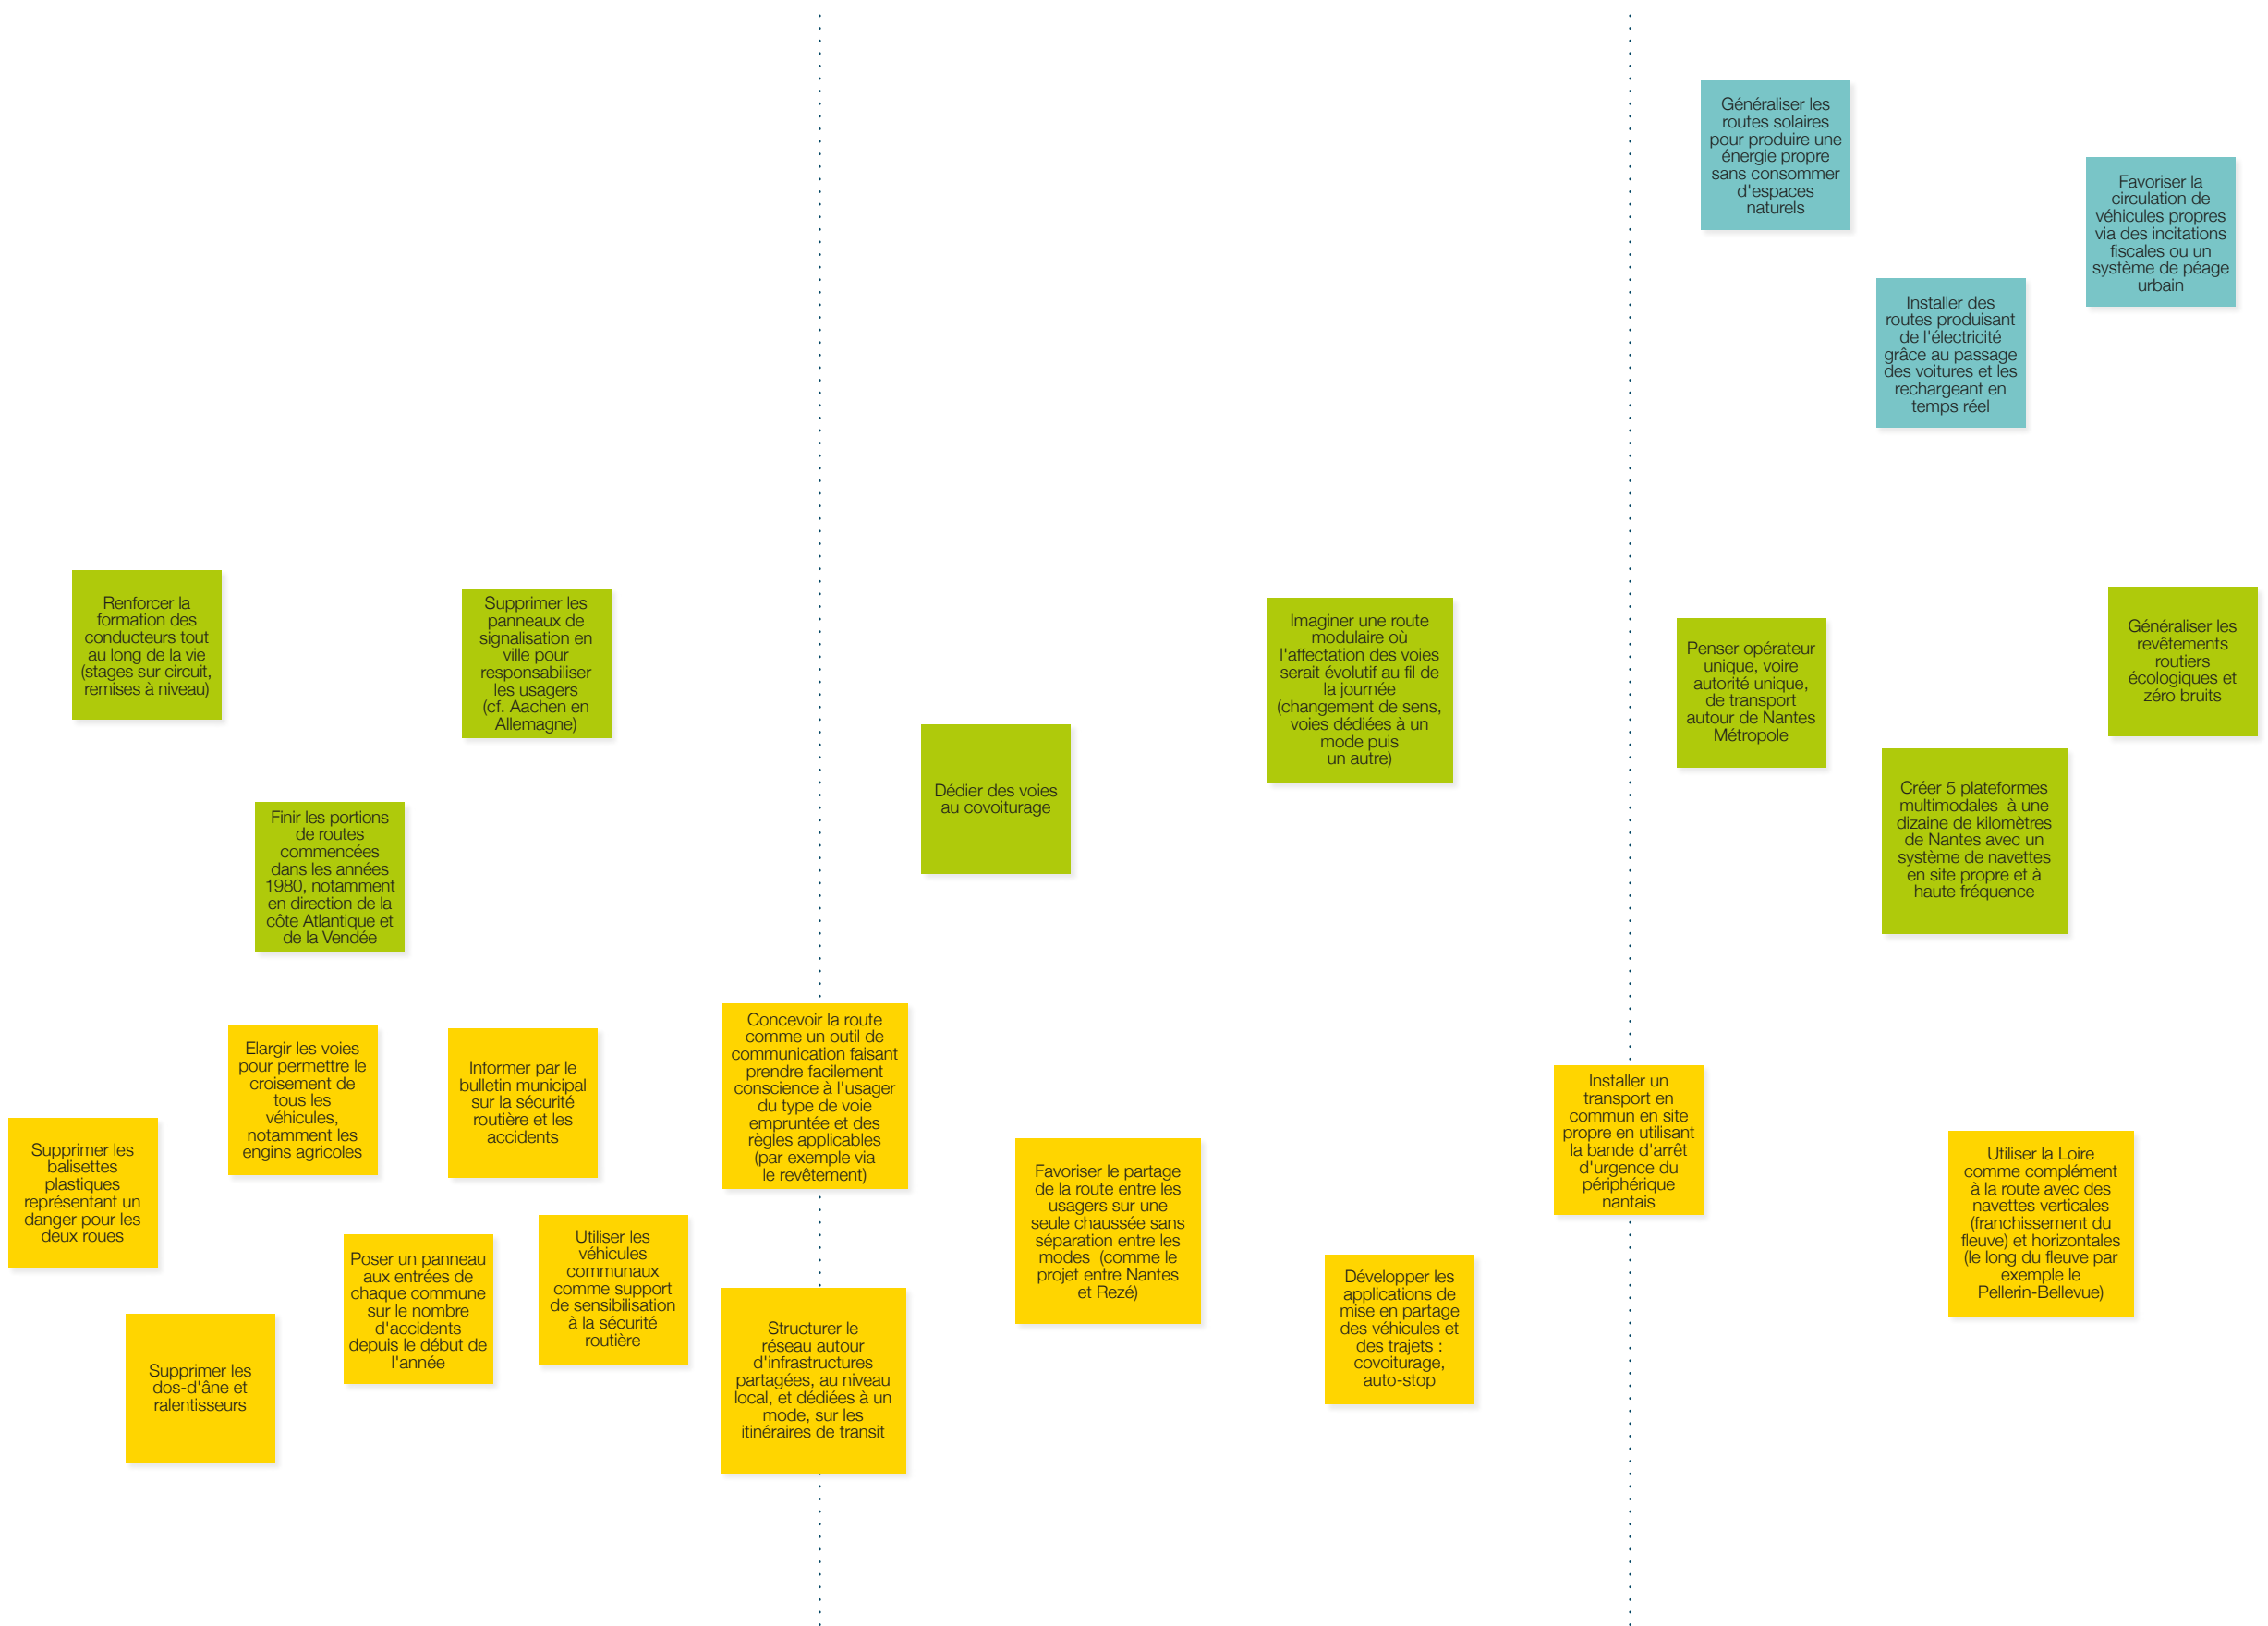 Généraliser les
routes solaires
pour produire une
énergie propre
sans consommer
d'espaces
naturels
Favoriser la
circulation de
véhicules propres
via des incitations
fiscales ou un
système de péage
urbain
Installer des
routes produisant
de l'électricité
grâce au passage
des voitures et les
rechargeant en
temps réel
Renforcer la
formation des
conducteurs tout
au long de la vie
(stages sur circuit,
remises à niveau)
Supprimer les
panneaux de
signalisation en
ville pour
responsabiliser
les usagers
(cf. Aachen en
Allemagne)
Imaginer une route
modulaire où
l'affectation des voies
serait évolutif au fil de
la journée
(changement de sens,
voies dédiées à un
mode puis
un autre)
Penser opérateur
unique, voire
autorité unique,
de transport
autour de Nantes
Métropole
Généraliser les
revêtements
routiers
écologiques et
zéro bruits
Dédier des voies
au covoiturage
Créer 5 plateformes
multimodales  à une
dizaine de kilomètres
de Nantes avec un
système de navettes
en site propre et à
haute fréquence
Finir les portions
de routes
commencées
dans les années
1980, notamment
en direction de la
côte Atlantique et
de la Vendée
Elargir les voies
pour permettre le
croisement de
tous les
véhicules,
notamment les
engins agricoles
Informer par le
bulletin municipal
sur la sécurité
routière et les
accidents
Concevoir la route
comme un outil de
communication faisant
prendre facilement
conscience à l'usager
du type de voie
empruntée et des
règles applicables
(par exemple via
le revêtement)
Installer un
transport en
commun en site
propre en utilisant
la bande d'arrêt
d'urgence du
périphérique
nantais
Supprimer les
balisettes
plastiques
représentant un
danger pour les
deux roues
Favoriser le partage
de la route entre les
usagers sur une
seule chaussée sans
séparation entre les
modes  (comme le
projet entre Nantes
et Rezé)
Utiliser la Loire
comme complément
à la route avec des
navettes verticales
(franchissement du
fleuve) et horizontales
(le long du fleuve par
exemple le
Pellerin-Bellevue)
Poser un panneau
aux entrées de
chaque commune
sur le nombre
d'accidents
depuis le début de
l'année
Utiliser les
véhicules
communaux
comme support
de sensibilisation
à la sécurité
routière
Développer les
applications de
mise en partage
des véhicules et
des trajets :
covoiturage,
auto-stop
Supprimer les
dos-d'âne et
ralentisseurs
Structurer le
réseau autour
d'infrastructures
partagées, au niveau
local, et dédiées à un
mode, sur les
itinéraires de transit